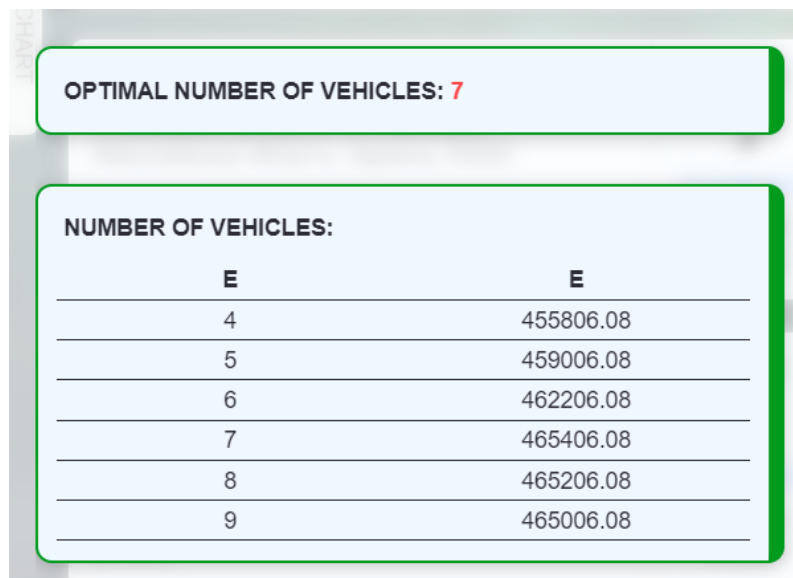 CHART
OPTIMAL NUMBER OF VEHICLES: 7
NUMBER OF VEHICLES:
E E
4 455806.08
5 459006.08
6 462206.08
7 465406.08
8 465206.08
9 465006.08